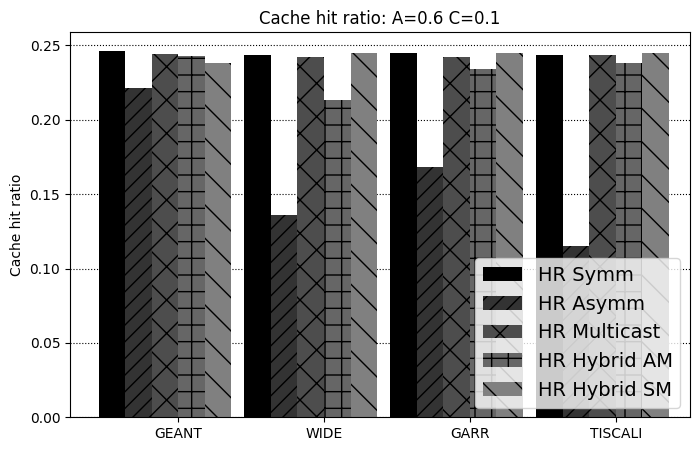 Cache hit ratio: A=0.6 C=0.1
Cache hit ratio
0.25
0.20
0.15
0.10
0.05
0.00
GEANT
WIDE
GARR
TISCALI
HR Symm
HR Asymm
HR Multicast
HR Hybrid AM
HR Hybrid SM